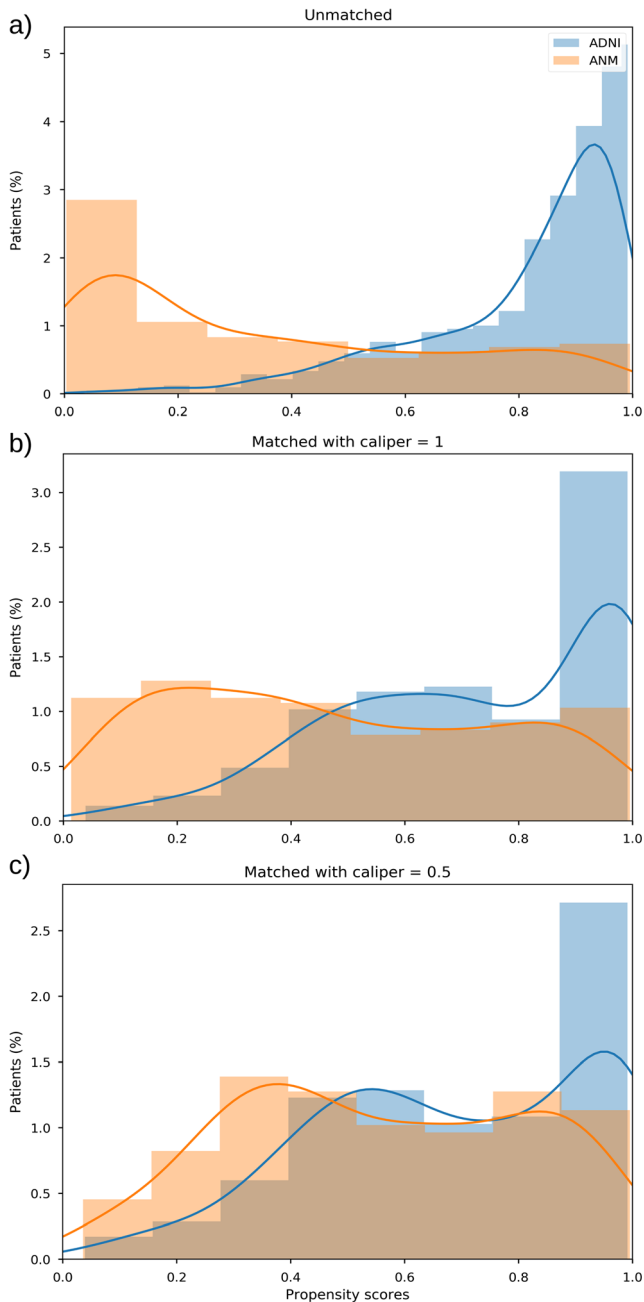 a)
Unmatched
ADNI
ANM
Patients (%)
5
4
3
2
1
0
0.0 0.2 0.4 0.6 0.8 1.0
b)
Matched with caliper = 1
Patients (%)
3.0
2.5
2.0
1.5
1.0
0.5
0.0
0.0 0.2 0.4 0.6 0.8 1.0
c)
Matched with caliper = 0.5
Patients (%)
2.5
2.0
1.5
1.0
0.5
0.0
0.0 0.2 0.4 0.6 0.8 1.0
Propensity scores